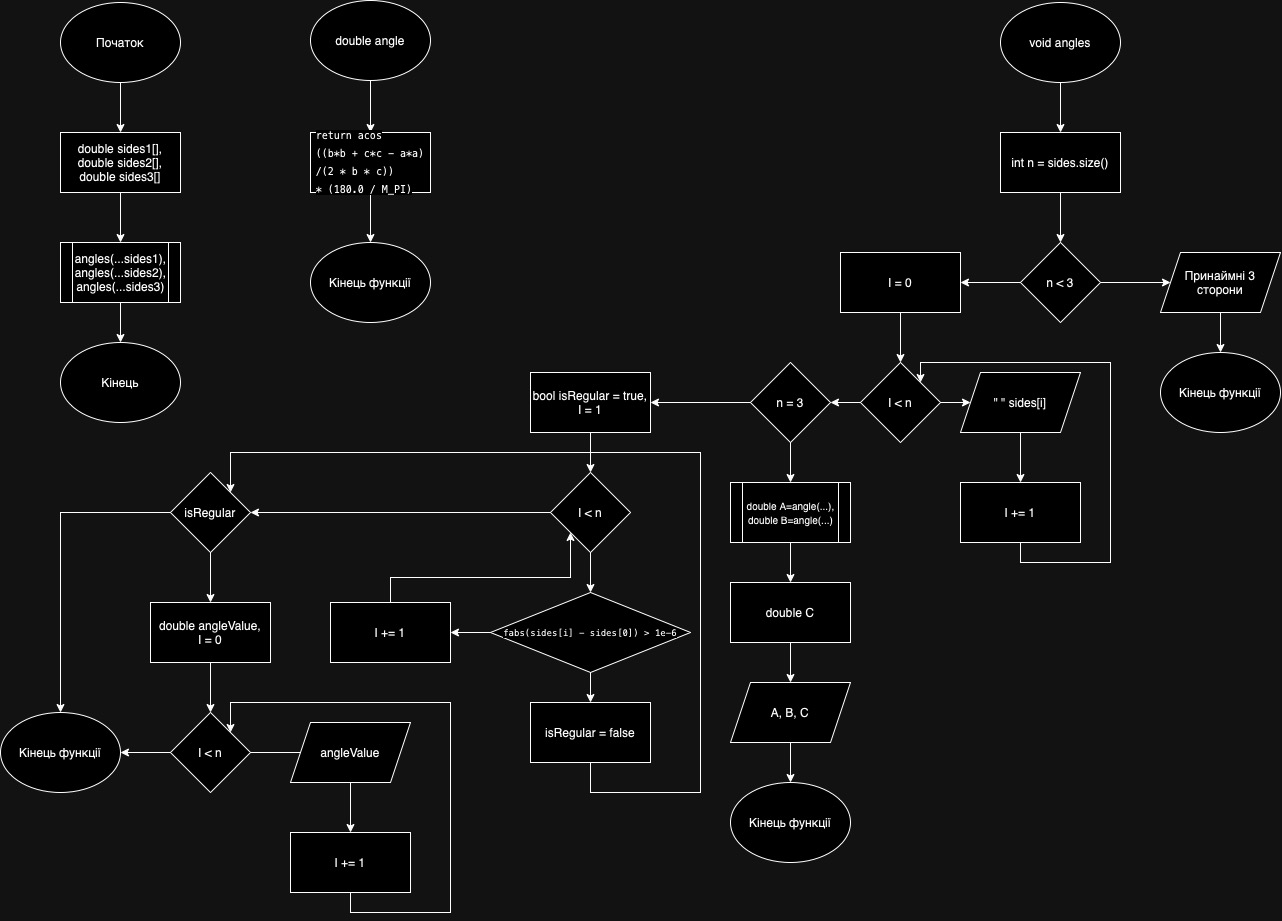 Початок
double sides1[],
double sides2[],
double sides3[]
angles(...sides1),
angles(...sides2),
angles(...sides3)
Кінець
double angle
return acos
((b*b + c*c − a*a)
/(2 * b * c))
* (180.0 / M_PI)
Кінець функції
void angles
int n = sides.size()
n < 3
Принаймні 3
сторони
Кінець функції
I = 0
I < n
" " sides[i]
I += 1
n = 3
double A=angle(...),
double B=angle(...)
double C
A, B, C
Кінець функції
bool isRegular = true,
I = 1
I < n
fabs(sides[i] − sides[0]) > 1e−6
I += 1
isRegular = false
isRegular
double angleValue,
I = 0
I < n
Кінець функції
angleValue
I += 1